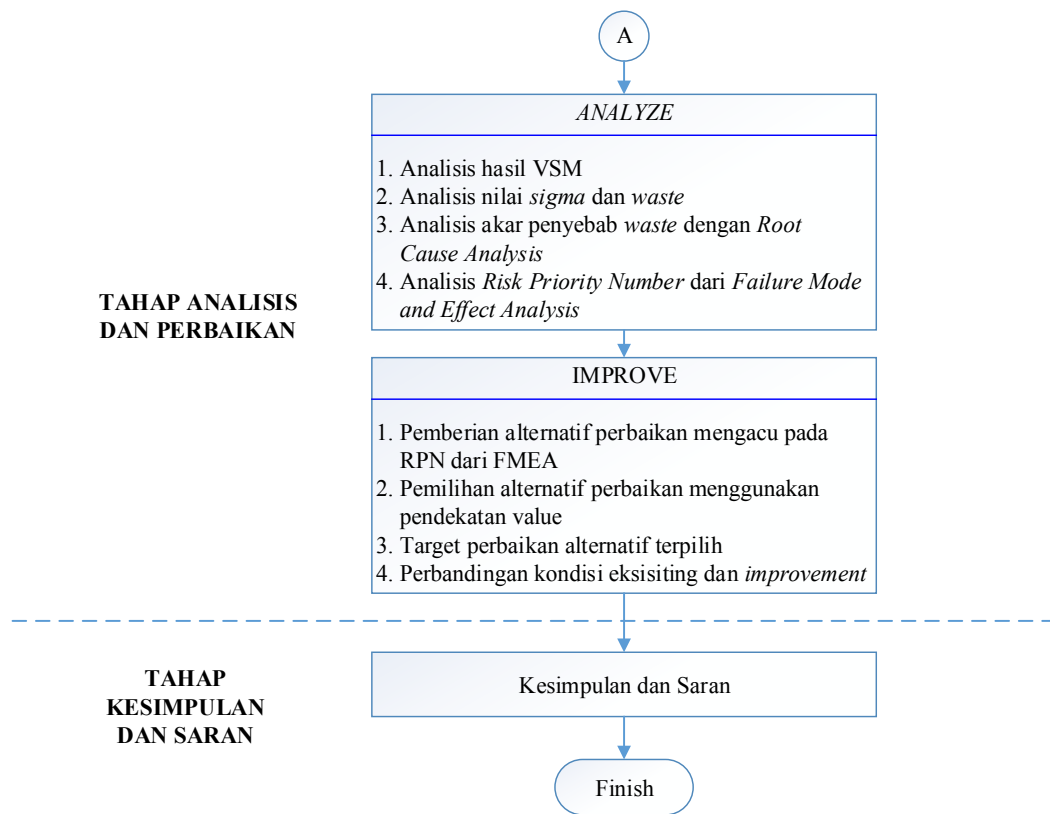 A
ANALYZE
1. Analisis hasil VSM
2. Analisis nilai sigma dan waste
3. Analisis akar penyebab waste dengan Root
Cause Analysis
4. Analisis Risk Priority Number dari Failure Mode
and Effect Analysis
TAHAP ANALISIS
DAN PERBAIKAN
IMPROVE
1. Pemberian alternatif perbaikan mengacu pada
RPN dari FMEA
2. Pemilihan alternatif perbaikan menggunakan
pendekatan value
3. Target perbaikan alternatif terpilih
4. Perbandingan kondisi eksisiting dan improvement
TAHAP
KESIMPULAN
DAN SARAN
Kesimpulan dan Saran
Finish